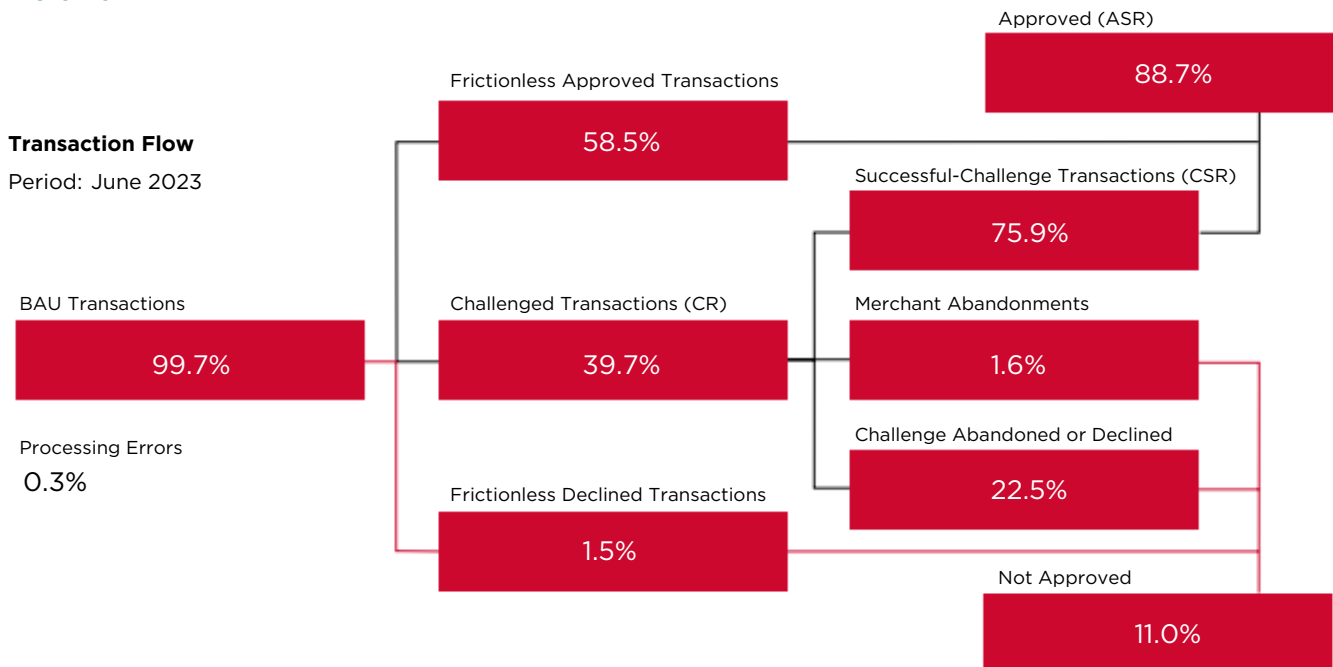 Approved (ASR)
88.7%
Frictionless Approved Transactions
58.5%
Transaction Flow
Period: June 2023
Successful-Challenge Transactions (CSR)
75.9%
BAU Transactions
99.7%
Challenged Transactions (CR)
39.7%
Merchant Abandonments
1.6%
Processing Errors
0.3%
Challenge Abandoned or Declined
22.5%
Frictionless Declined Transactions
1.5%
Not Approved
11.0%